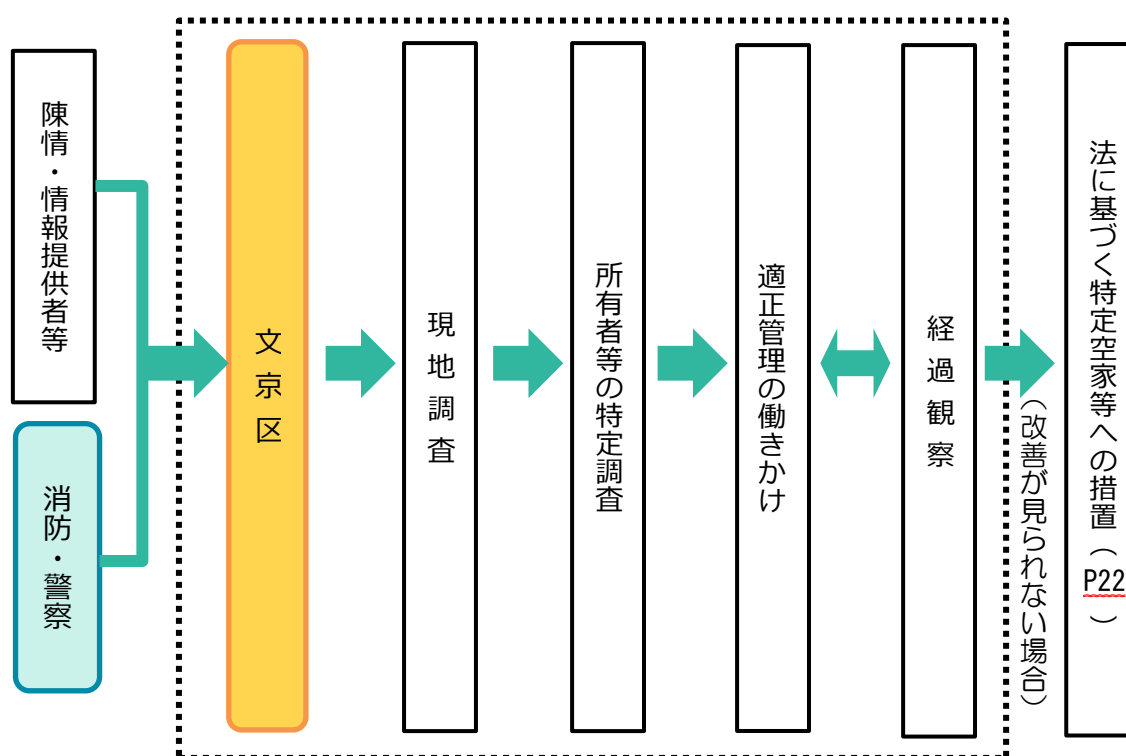 陳情・情報提供者等
消防・警察
文京区
現地調査
所有者等の特定調査
適正管理の働きかけ
経過観察
（改善が見られない場合）
法に基づく特定空家等への措置（P22）